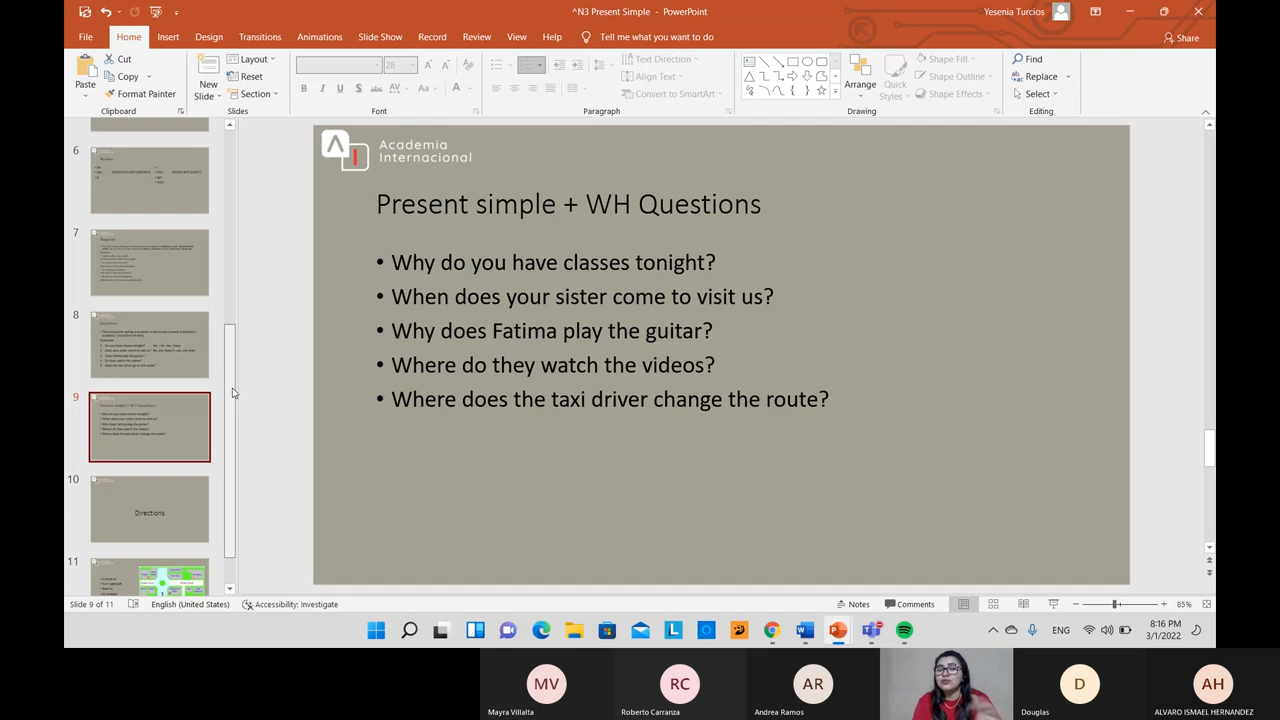 ^N3 Present Simple - PowerPoint
Yesenia Turcios
File Home Insert Design Transitions Animations Slide Show Record Review View Help Tell me what you want to do
Share
Paste
Cut
Copy
Format Painter
Clipboard
New Slide
Layout
Reset
Section
Slides
28
Font
Text Direction
Align Text
Convert to SmartArt
Paragraph
Arrange
Quick Styles
Shape Fill
Shape Outline
Shape Effects
Drawing
Find
Replace
Select
Editing
6
7
8
Questions
9
Present simple + WH Questions
10
Directions
11
Academia
Internacional
Present simple + WH Questions
• Why do you have classes tonight?
• When does your sister come to visit us?
• Why does Fatima play the guitar?
• Where do they watch the videos?
• Where does the taxi driver change the route?
Slide 9 of 11 English (United States) Accessibility: Investigate
Notes Comments 85%
ENG 8:16 PM
3/1/2022
MV RC AR D AH
Mayra Villalta Roberto Carranza Andrea Ramos Douglas ALVARO ISMAEL HERNANDEZ